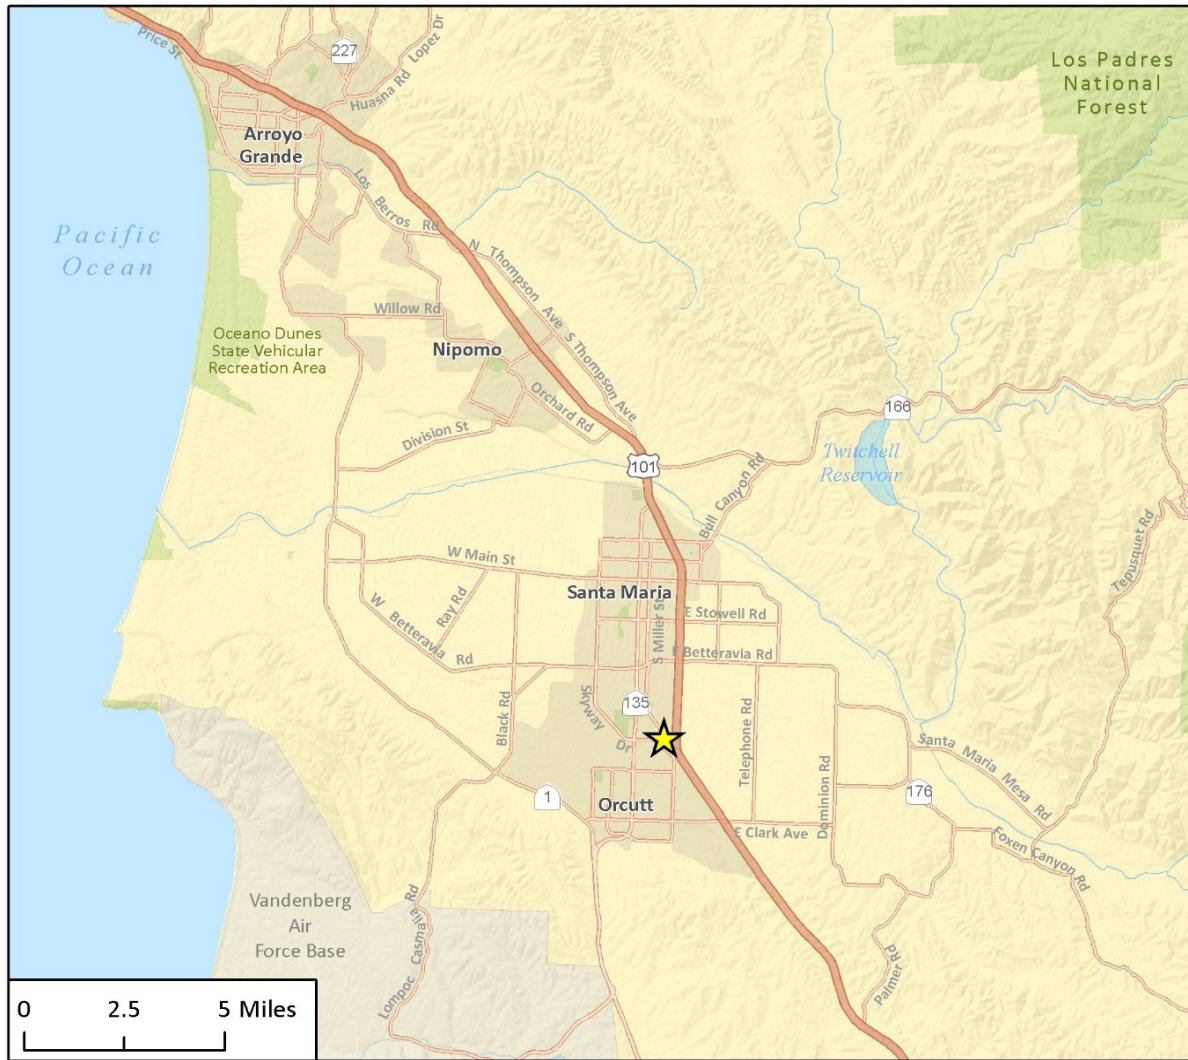 Price St
227
Huasna Rd
Lopez Dr
Los Padres
National
Forest
Arroyo
Grande
Los Berros Rd
Pacific
Ocean
N Thompson Ave
S Thompson Ave
Willow Rd
Oceano Dunes
State Vehicular
Recreation Area
Nipomo
Orchard Rd
Division St
166
101
Twitchell
Reservoir
Bull Canyon Rd
Tepusquet Rd
W Main St
Santa Maria
Ray Rd
W Betteravia Rd
S Miller St
E Stowell Rd
E Betteravia Rd
Skyway Dr
135
Black Rd
Telephone Rd
Dominion Rd
Santa Maria Mesa Rd
176
1
Orcutt
E Clark Ave
Foxen Canyon Rd
Vandenberg
Air
Force Base
Lompoc Casmalia Rd
Palmer Rd
0 2.5 5 Miles